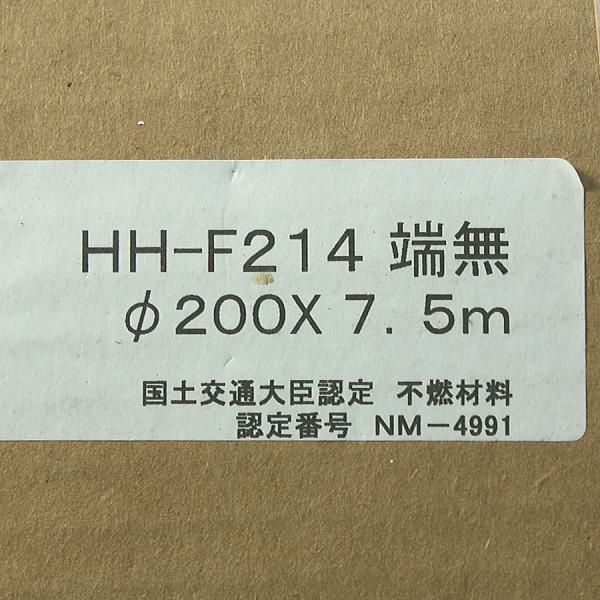 HH-F214 端無
φ200X 7. 5m
国土交通大臣認定 不燃材料
認定番号 NM-4991